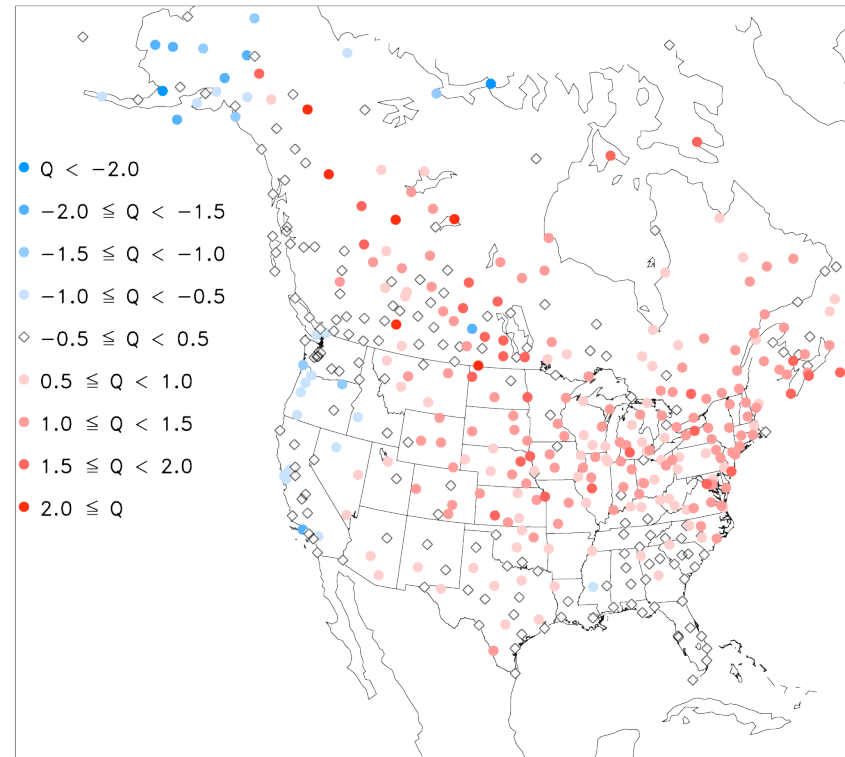 Q < -2.0
-2.0 ≦ Q < -1.5
-1.5 ≦ Q < -1.0
-1.0 ≦ Q < -0.5
-0.5 ≦ Q < 0.5
0.5 ≦ Q < 1.0
1.0 ≦ Q < 1.5
1.5 ≦ Q < 2.0
2.0 ≦ Q